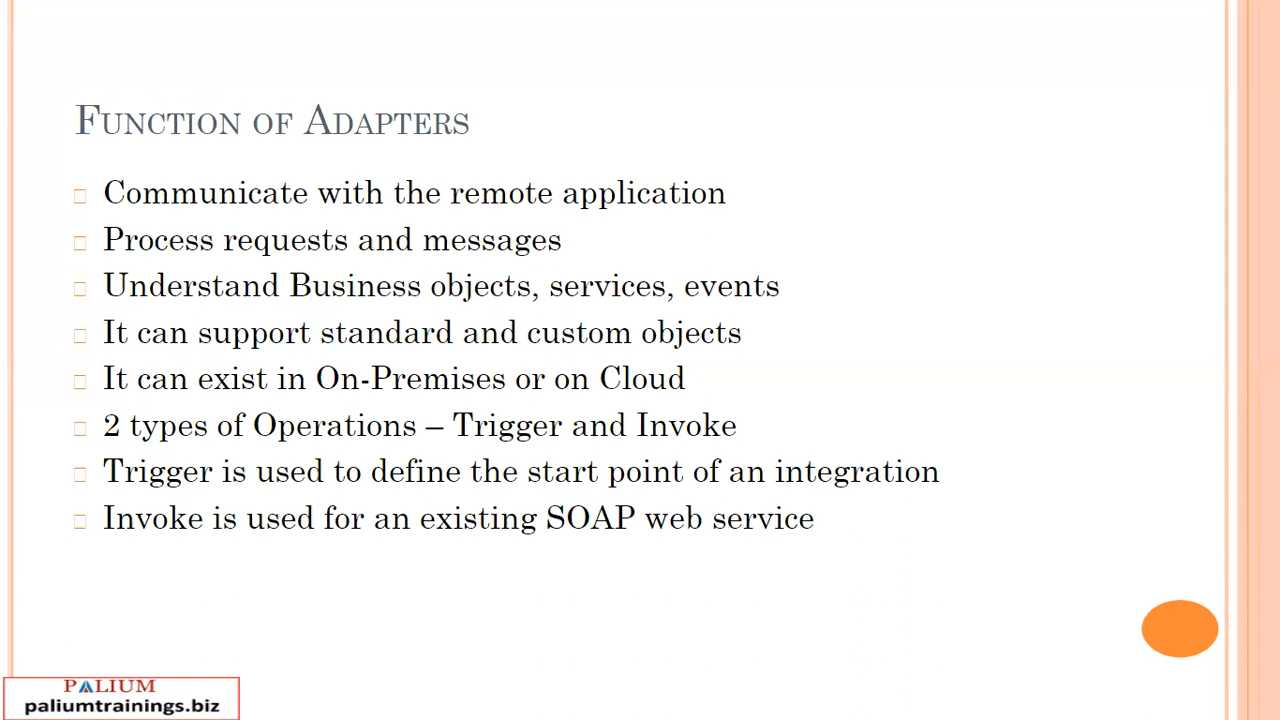 Function of Adapters
Communicate with the remote application
Process requests and messages
Understand Business objects, services, events
It can support standard and custom objects
It can exist in On-Premises or on Cloud
2 types of Operations – Trigger and Invoke
Trigger is used to define the start point of an integration
Invoke is used for an existing SOAP web service
PALIUM
paliumtrainings.biz